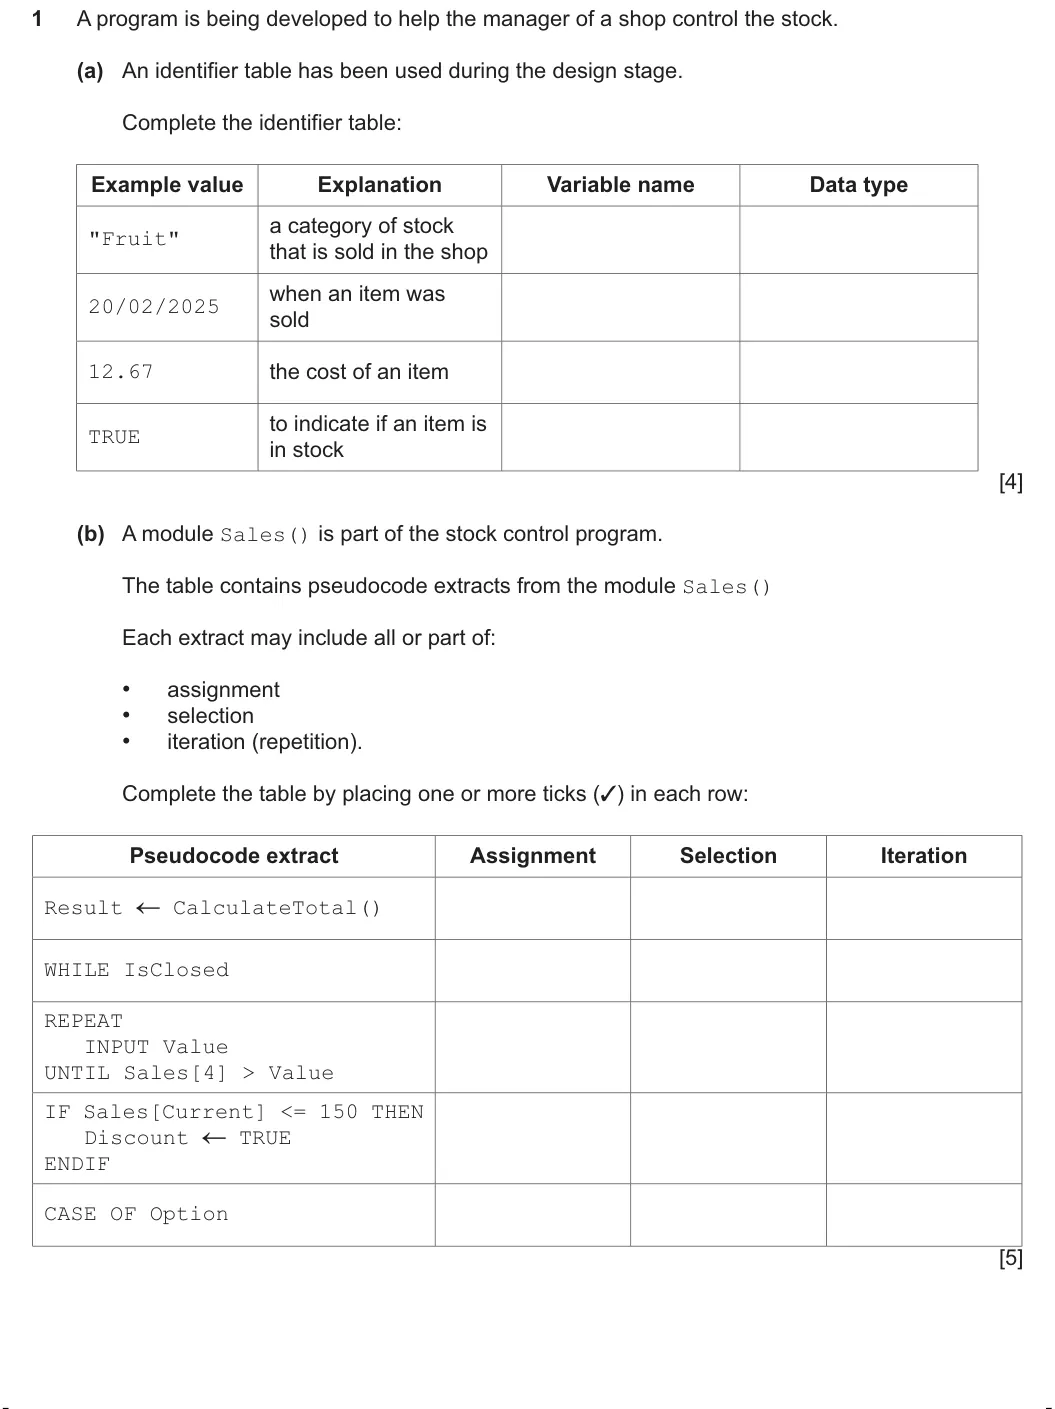 1 A program is being developed to help the manager of a shop control the stock.
(a) An identifier table has been used during the design stage.
Complete the identifier table:
Example value Explanation Variable name Data type
"Fruit" a category of stock
that is sold in the shop
20/02/2025 when an item was
sold
12.67 the cost of an item
TRUE to indicate if an item is
in stock
[4]
(b) A module Sales() is part of the stock control program.
The table contains pseudocode extracts from the module Sales()
Each extract may include all or part of:
• assignment
• selection
• iteration (repetition).
Complete the table by placing one or more ticks (✓) in each row:
Pseudocode extract Assignment Selection Iteration
Result ← CalculateTotal()
WHILE IsClosed
REPEAT
INPUT Value
UNTIL Sales[4] > Value
IF Sales[Current] <= 150 THEN
Discount ← TRUE
ENDIF
CASE OF Option
[5]